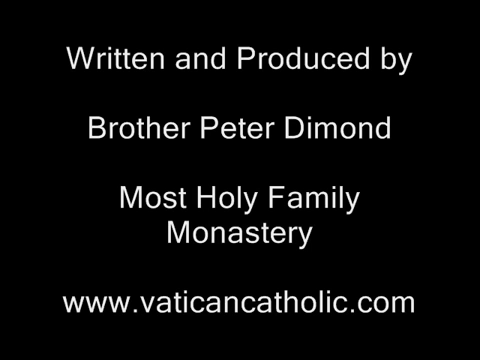 Written and Produced by
Brother Peter Dimond
Most Holy Family
Monastery
www.vaticancatholic.com